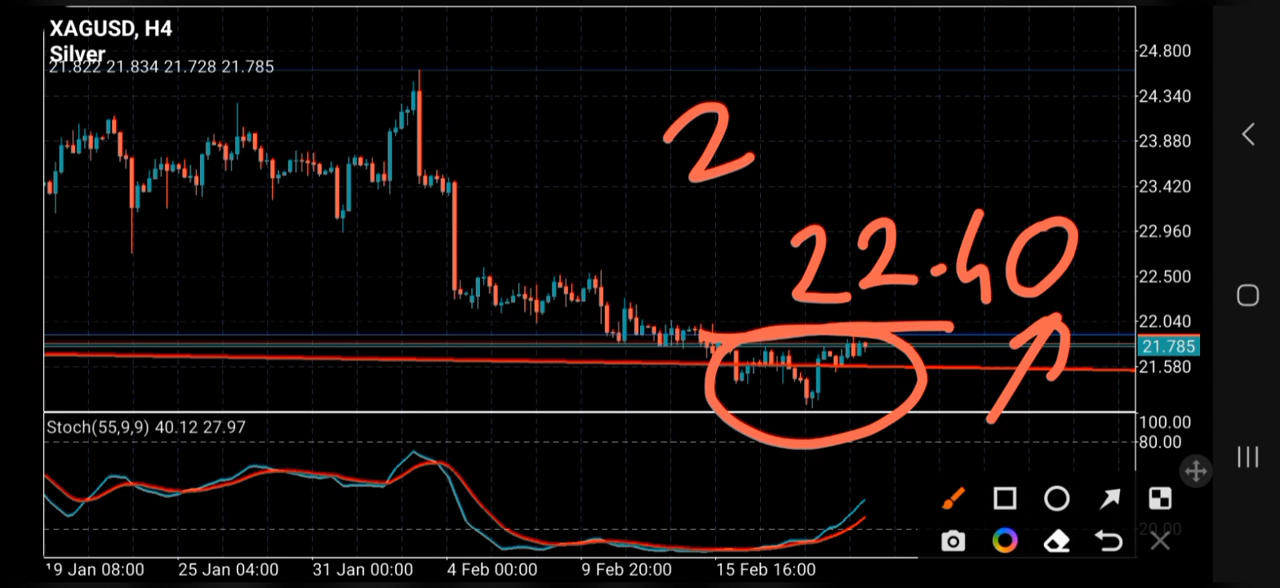 XAGUSD, H4
Silver
21.822 21.834 21.728 21.785
2
22.40
24.800
24.340
23.880
23.420
22.960
22.500
22.040
21.785
21.580
Stoch(55,9,9) 40.12 27.97
100.00
80.00
20.00
19 Jan 08:00 25 Jan 04:00 31 Jan 00:00 4 Feb 00:00 9 Feb 20:00 15 Feb 16:00